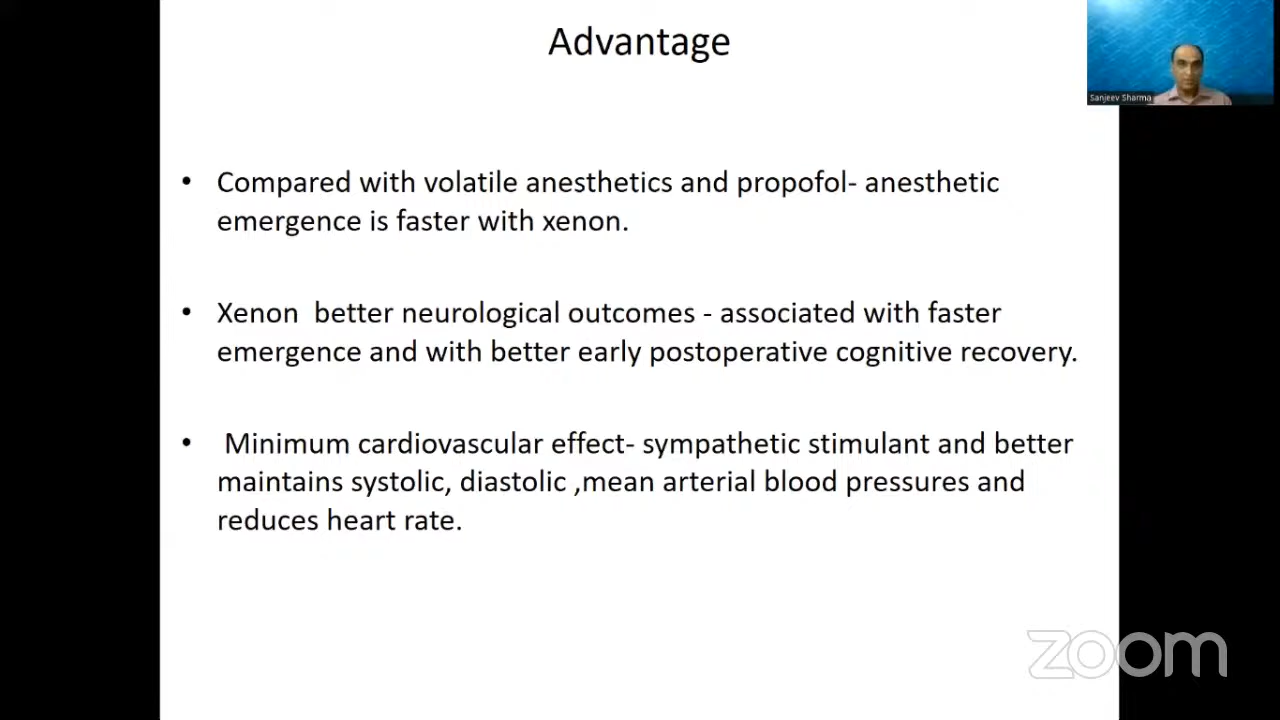 Advantage
Sanjeev Sharma
• Compared with volatile anesthetics and propofol- anesthetic
emergence is faster with xenon.
• Xenon  better neurological outcomes - associated with faster
emergence and with better early postoperative cognitive recovery.
•  Minimum cardiovascular effect- sympathetic stimulant and better
maintains systolic, diastolic ,mean arterial blood pressures and
reduces heart rate.
zoom